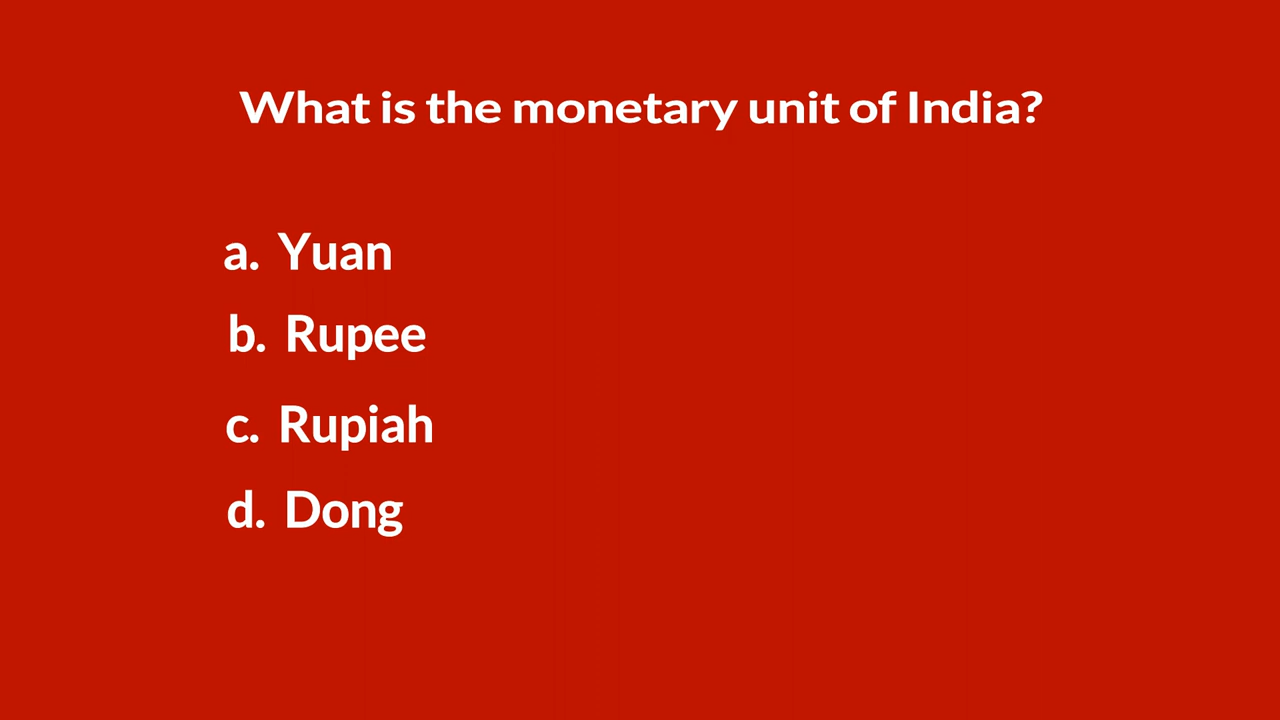 What is the monetary unit of India?
a. Yuan
b. Rupee
c. Rupiah
d. Dong